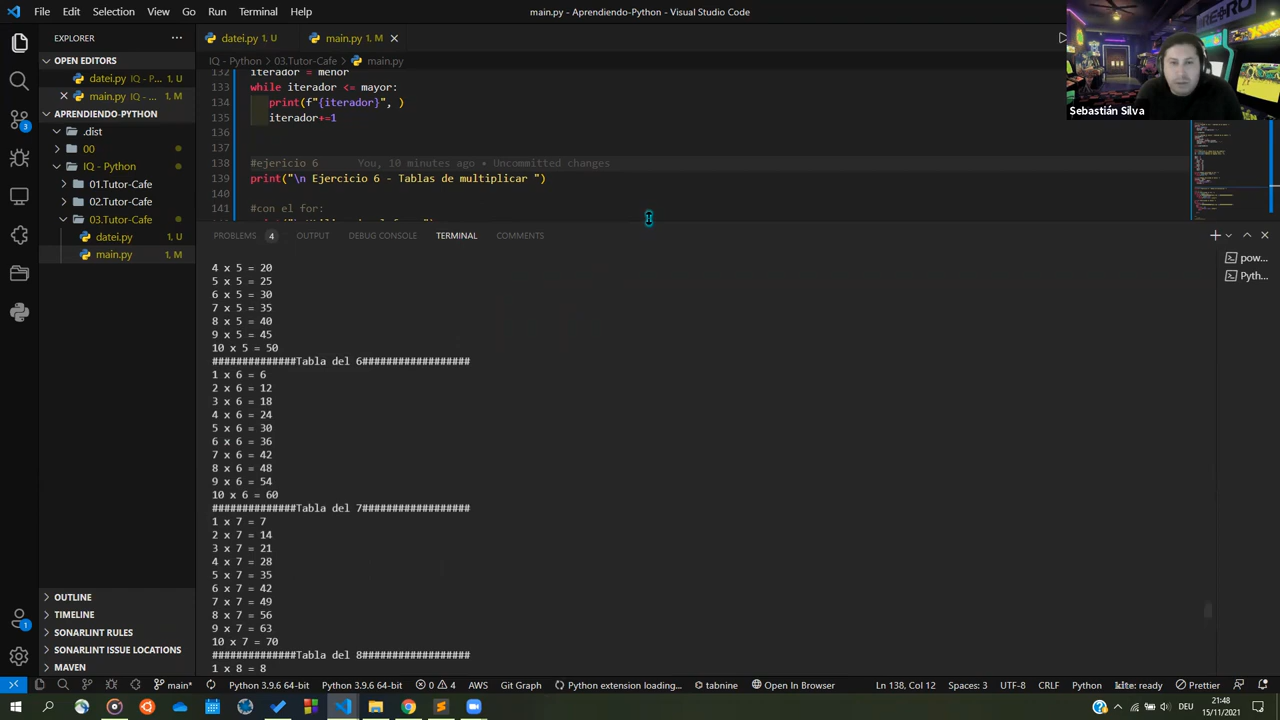 File Edit Selection View Go Run Terminal Help
main.py - Aprendiendo-Python - Visual Studio Code
EXPLORER
OPEN EDITORS
datei.py IQ - P... 1, U
main.py IQ - ... 1, M
APRENDIENDO-PYTHON
.dist
00
IQ - Python
01.Tutor-Cafe
02.Tutor-Cafe
03.Tutor-Cafe
datei.py 1, U
main.py 1, M
OUTLINE
TIMELINE
SONARLINT RULES
SONARLINT ISSUE LOCATIONS
MAVEN
3
1
datei.py 1, U main.py 1, M
IQ - Python > 03.Tutor-Cafe > main.py
132 iterador = menor
133 while iterador <= mayor:
134 print(f"{iterador}", )
135 iterador+=1
136
137
138 #ejericio 6 You, 10 minutes ago • Uncommitted changes
139 print("\n Ejercicio 6 - Tablas de multiplicar ")
140
141 #con el for:
Sebastián Silva
PROBLEMS 4 OUTPUT DEBUG CONSOLE TERMINAL COMMENTS
pow...
Pyth...
4 x 5 = 20
5 x 5 = 25
6 x 5 = 30
7 x 5 = 35
8 x 5 = 40
9 x 5 = 45
10 x 5 = 50
##############Tabla del 6##################
1 x 6 = 6
2 x 6 = 12
3 x 6 = 18
4 x 6 = 24
5 x 6 = 30
6 x 6 = 36
7 x 6 = 42
8 x 6 = 48
9 x 6 = 54
10 x 6 = 60
##############Tabla del 7##################
1 x 7 = 7
2 x 7 = 14
3 x 7 = 21
4 x 7 = 28
5 x 7 = 35
6 x 7 = 42
7 x 7 = 49
8 x 7 = 56
9 x 7 = 63
10 x 7 = 70
##############Tabla del 8##################
1 x 8 = 8
main* Python 3.9.6 64-bit Python 3.9.6 64-bit 0 4 AWS Git Graph Python extension loading... tabnine Open In Browser Ln 138, Col 12 Spaces: 3 UTF-8 CRLF Python kite: ready Prettier
DEU 21:48
15/11/2021